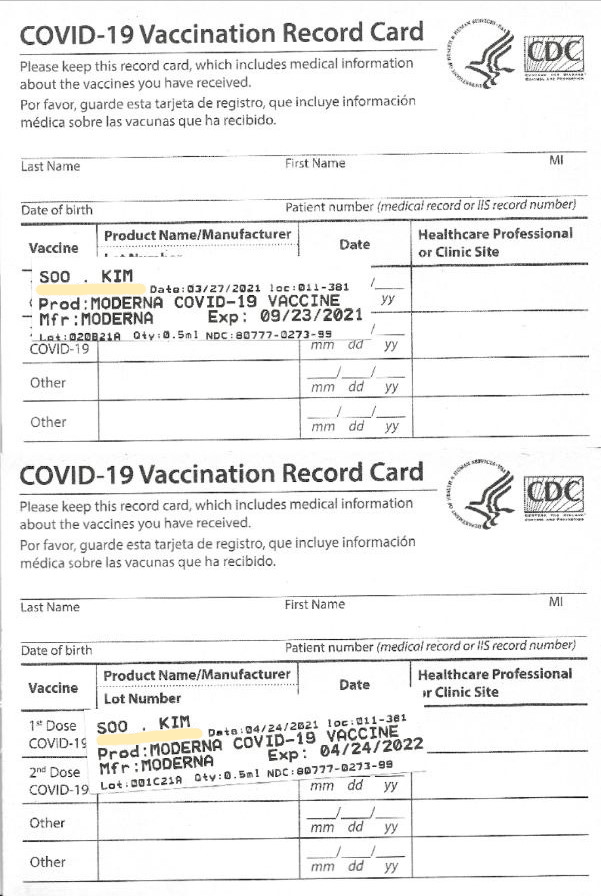 COVID-19 Vaccination Record Card
Please keep this record card, which includes medical information
about the vaccines you have received.
Por favor, guarde esta tarjeta de registro, que incluye información
médica sobre las vacunas que ha recibido.
CDC
Last Name First Name MI
Date of birth Patient number (medical record or IIS record number)
Vaccine Product Name/Manufacturer Date Healthcare Professional
or Clinic Site
SOO . KIM
Date:03/27/2021 loc:011-381
Prod:MODERNA COVID-19 VACCINE yy
Mfr:MODERNA Exp: 09/23/2021
Lot:020B21A Qty:0.5ml NDC:80777-0273-99
COVID-19 mm dd yy
Other mm dd yy
Other mm dd yy
COVID-19 Vaccination Record Card
Please keep this record card, which includes medical information
about the vaccines you have received.
Por favor, guarde esta tarjeta de registro, que incluye información
médica sobre las vacunas que ha recibido.
CDC
Last Name First Name MI
Date of birth Patient number (medical record or IIS record number)
Vaccine Product Name/Manufacturer Date Healthcare Professional
Lot Number or Clinic Site
1st Dose SOO . KIM Date:04/24/2021 loc:011-381
COVID-19 Prod:MODERNA COVID-19 VACCINE
2nd Dose Mfr:MODERNA Exp: 04/24/2022
COVID-19 Lot:001C21A Qty:0.5ml NDC:80777-0273-99
mm dd yy
Other mm dd yy
Other mm dd yy